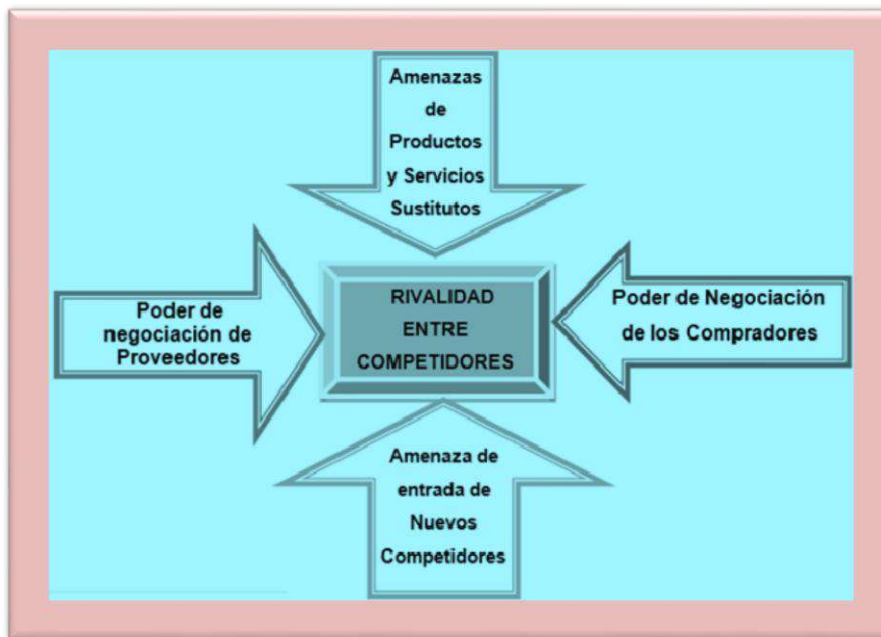 Amenazas
de
Productos
y Servicios
Sustitutos
Poder de
negociación de
Proveedores
RIVALIDAD
ENTRE
COMPETIDORES
Poder de Negociación
de los Compradores
Amenaza de
entrada de
Nuevos
Competidores